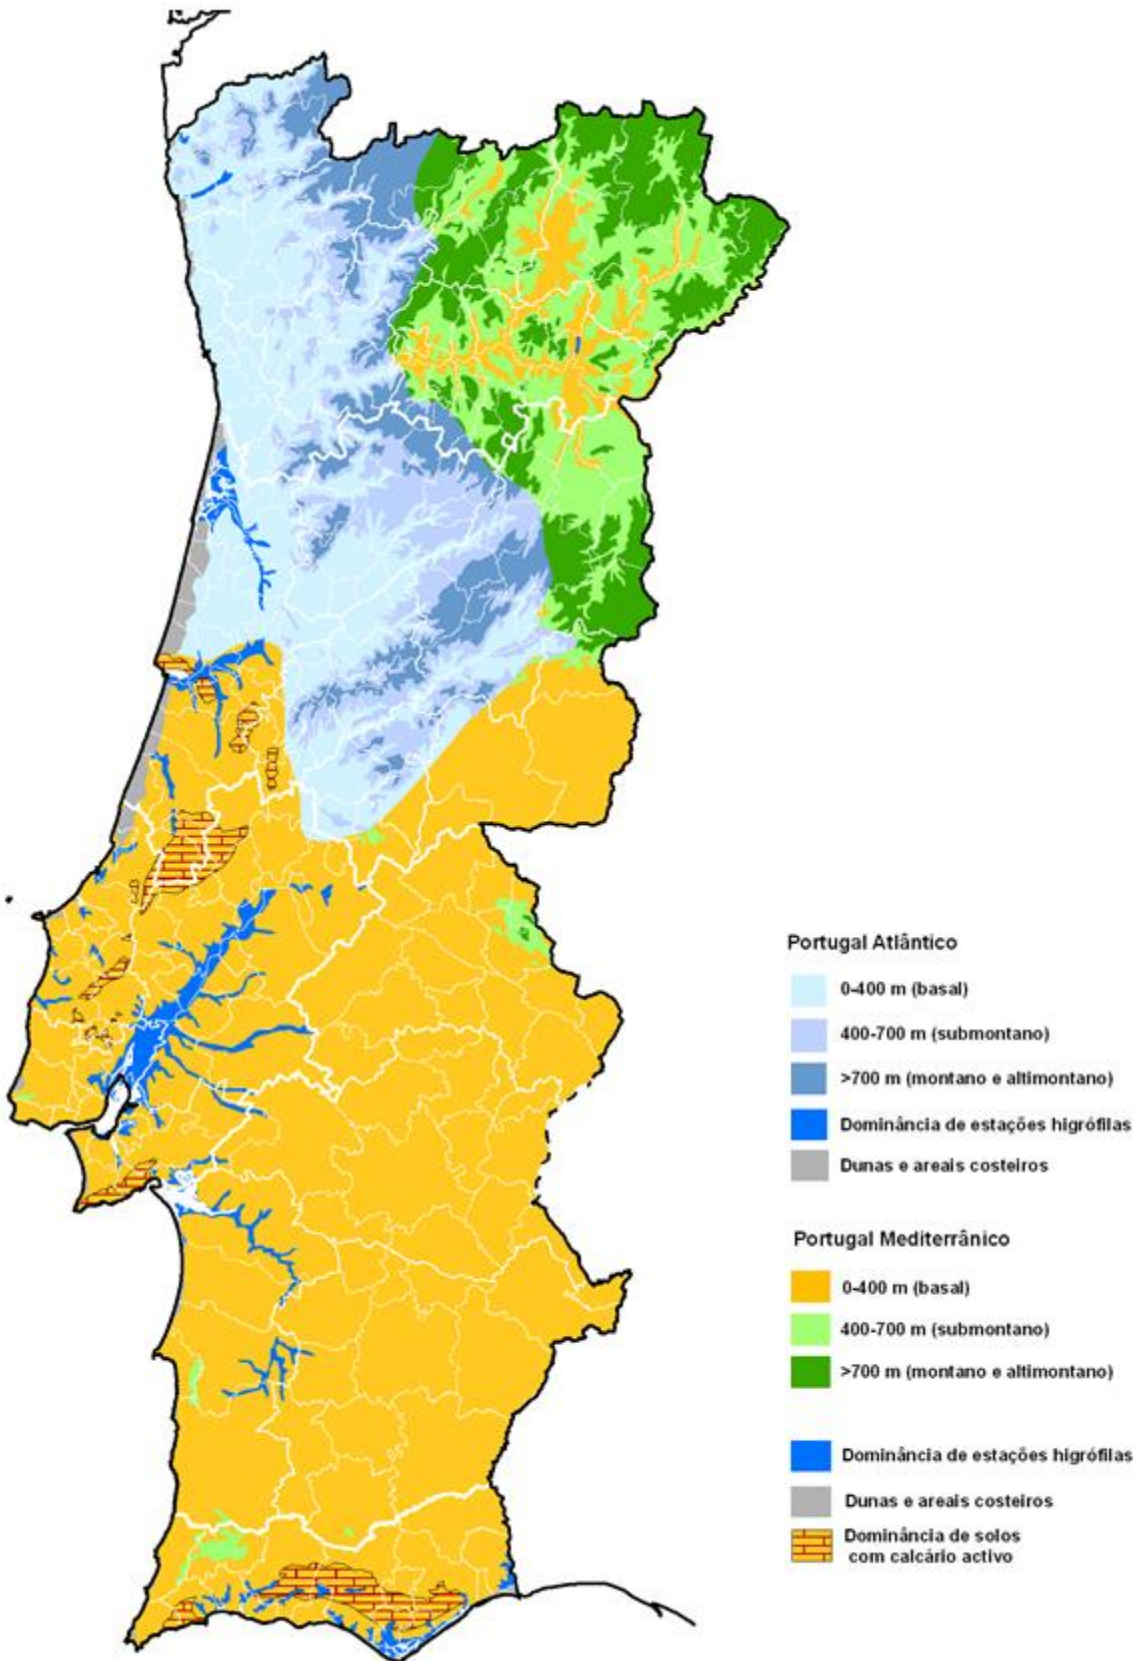 Portugal Atlântico
0-400 m (basal)
400-700 m (submontano)
>700 m (montano e altimontano)
Dominância de estações higrófilas
Dunas e areais costeiros
Portugal Mediterrânico
0-400 m (basal)
400-700 m (submontano)
>700 m (montano e altimontano)
Dominância de estações higrófilas
Dunas e areais costeiros
Dominância de solos
com calcário activo